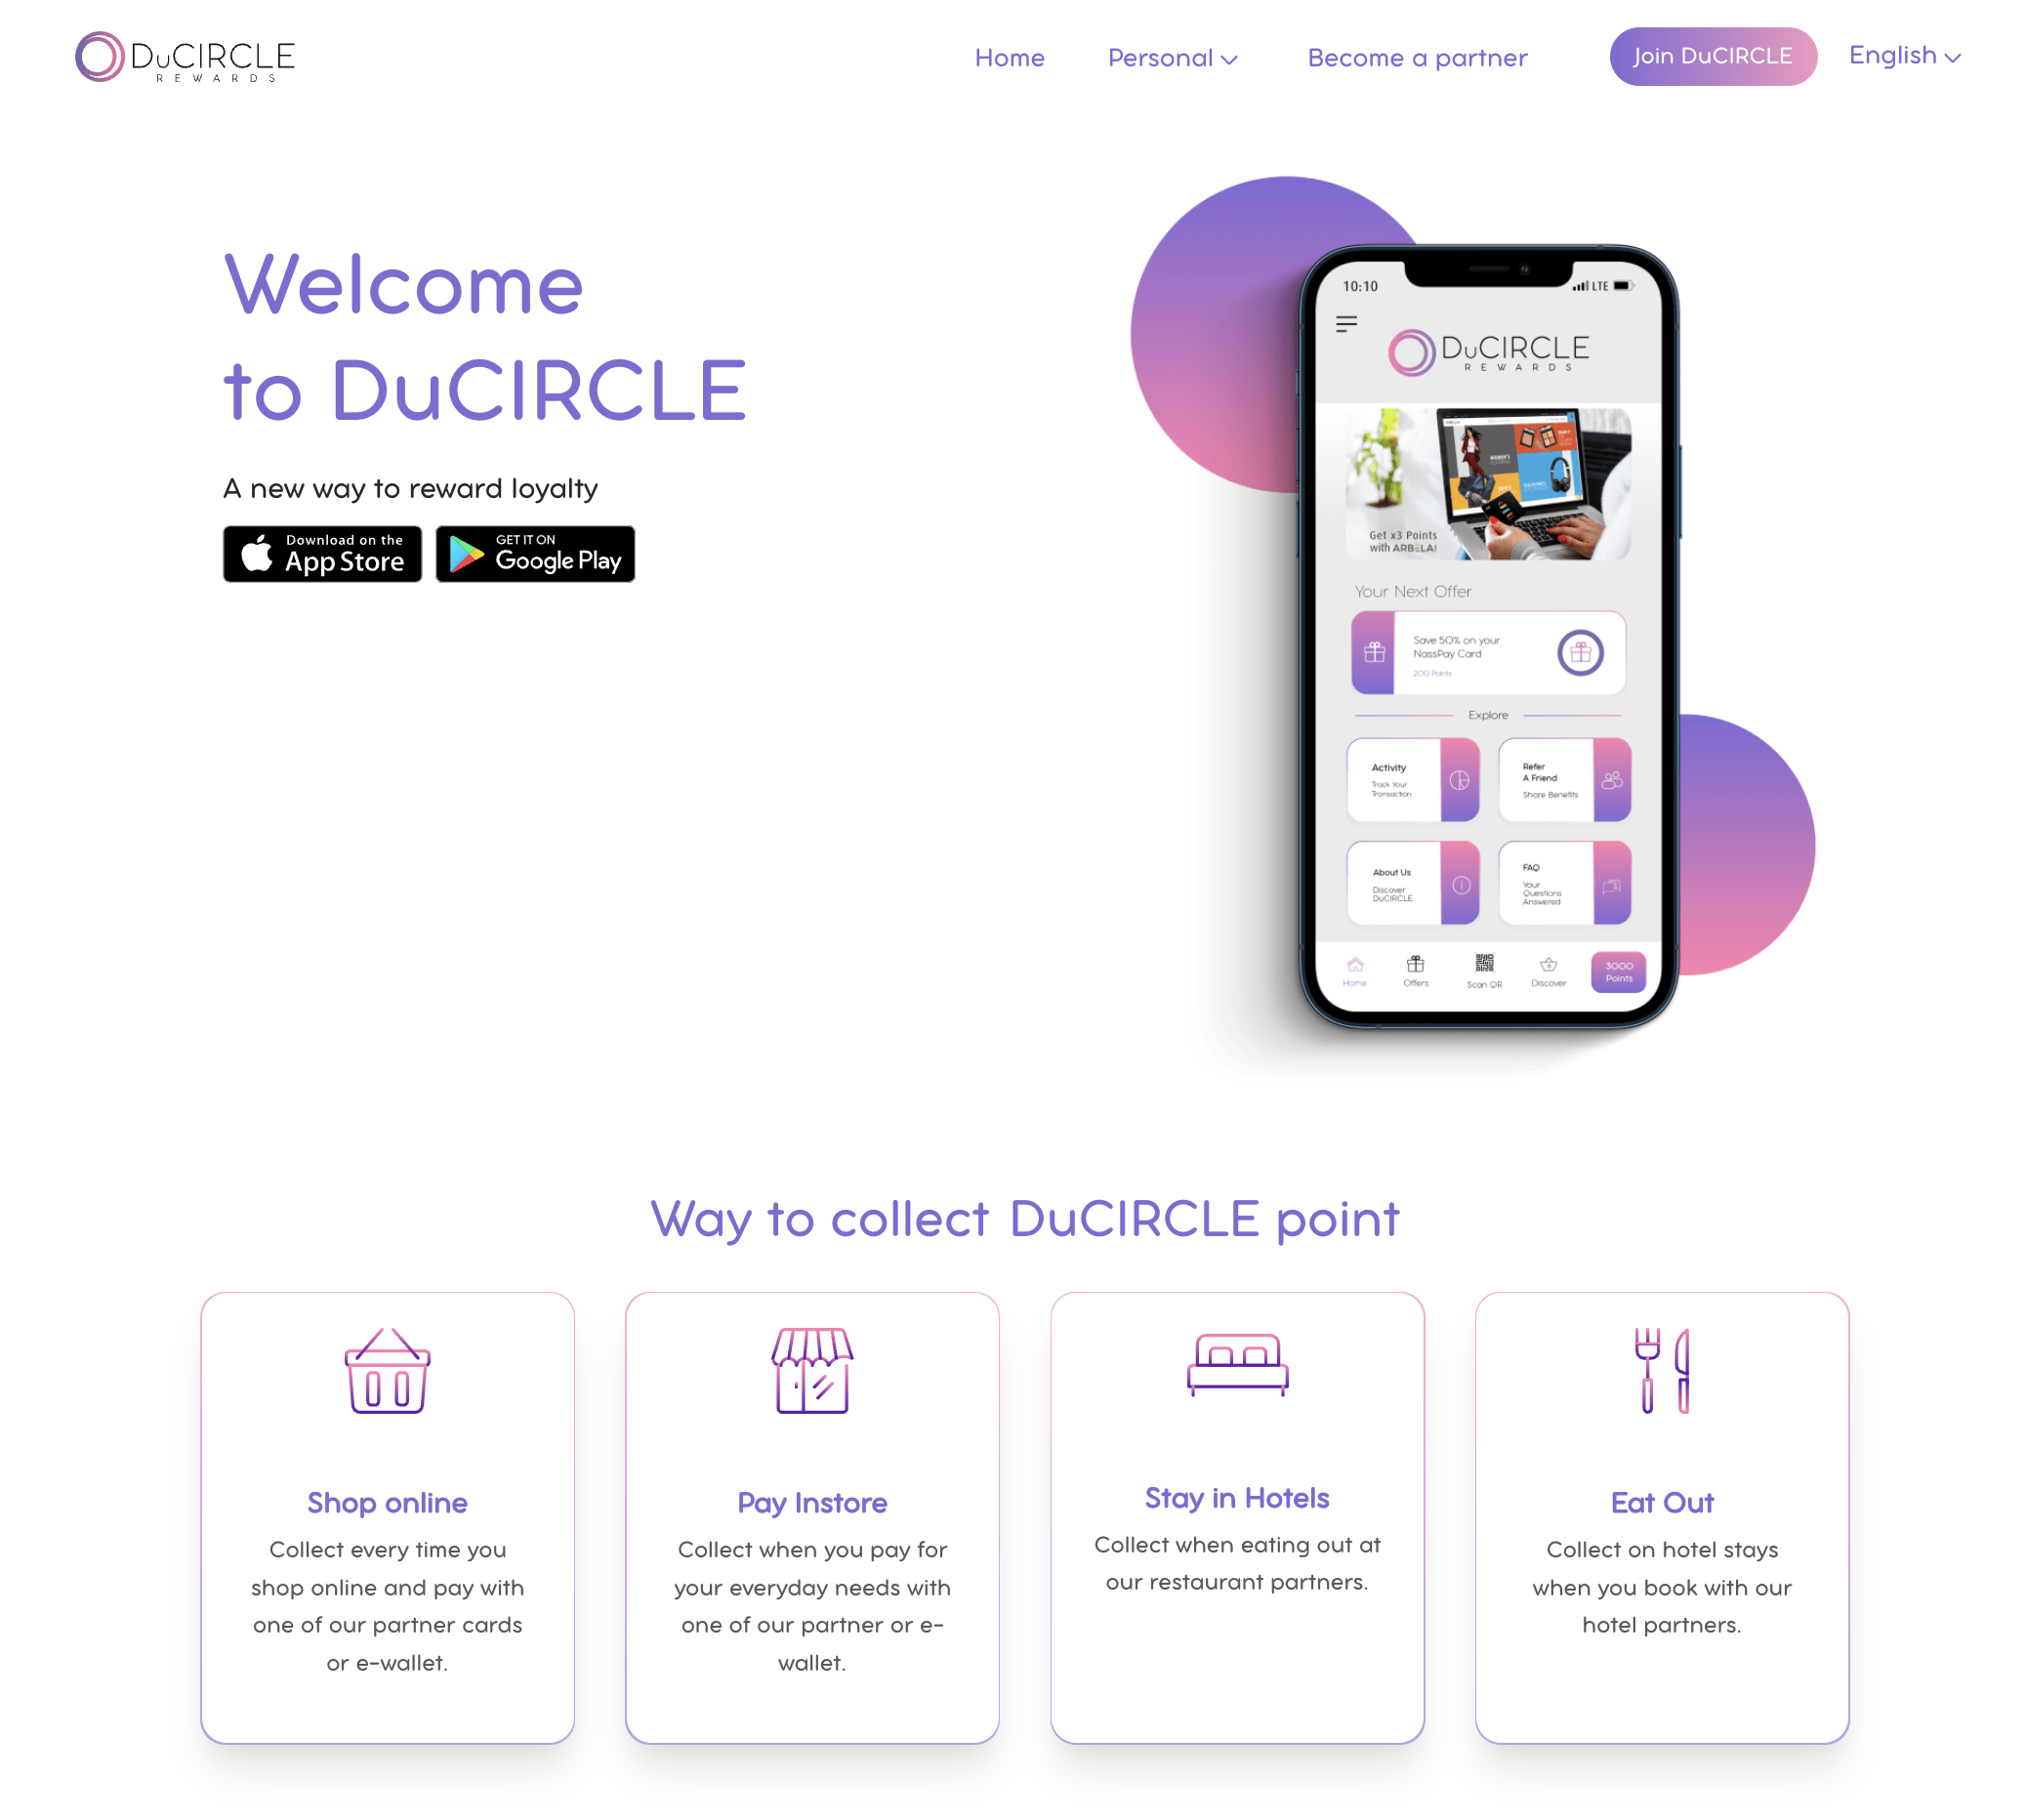 DuCIRCLE
REWARDS
Home
Personal
Become a partner
Join DuCIRCLE
English
Welcome
to DuCIRCLE
A new way to reward loyalty
Download on the
App Store
GET IT ON
Google Play
10:10
LTE
DuCIRCLE
REWARDS
Get x3 Points
with ARBELA!
Your Next Offer
Save 50% on your
NassPay Card
200 Points
Explore
Activity
Track Your
Transaction
Refer
A Friend
Share Benefits
About Us
Discover
DuCIRCLE
FAQ
Your
Questions
Answered
Home
Offers
Scan QR
Discover
3000
Points
Way to collect DuCIRCLE point
Shop online
Collect every time you
shop online and pay with
one of our partner cards
or e-wallet.
Pay Instore
Collect when you pay for
your everyday needs with
one of our partner or e-
wallet.
Stay in Hotels
Collect when eating out at
our restaurant partners.
Eat Out
Collect on hotel stays
when you book with our
hotel partners.